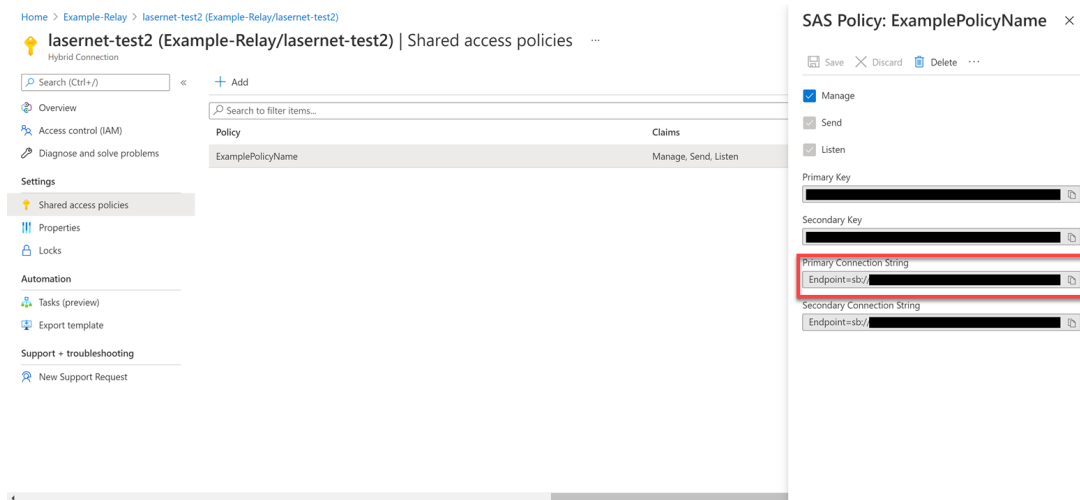 Home > Example-Relay > lasernet-test2 (Example-Relay/lasernet-test2)
lasernet-test2 (Example-Relay/lasernet-test2) | Shared access policies ...
Hybrid Connection
Search (Ctrl+/) «
Overview
Access control (IAM)
Diagnose and solve problems
Settings
Shared access policies
Properties
Locks
Automation
Tasks (preview)
Export template
Support + troubleshooting
New Support Request
+ Add
Search to filter items...
Policy Claims
ExamplePolicyName Manage, Send, Listen
SAS Policy: ExamplePolicyName ×
Save Discard Delete ...
Manage
Send
Listen
Primary Key
Secondary Key
Primary Connection String
Endpoint=sb://
Secondary Connection String
Endpoint=sb://